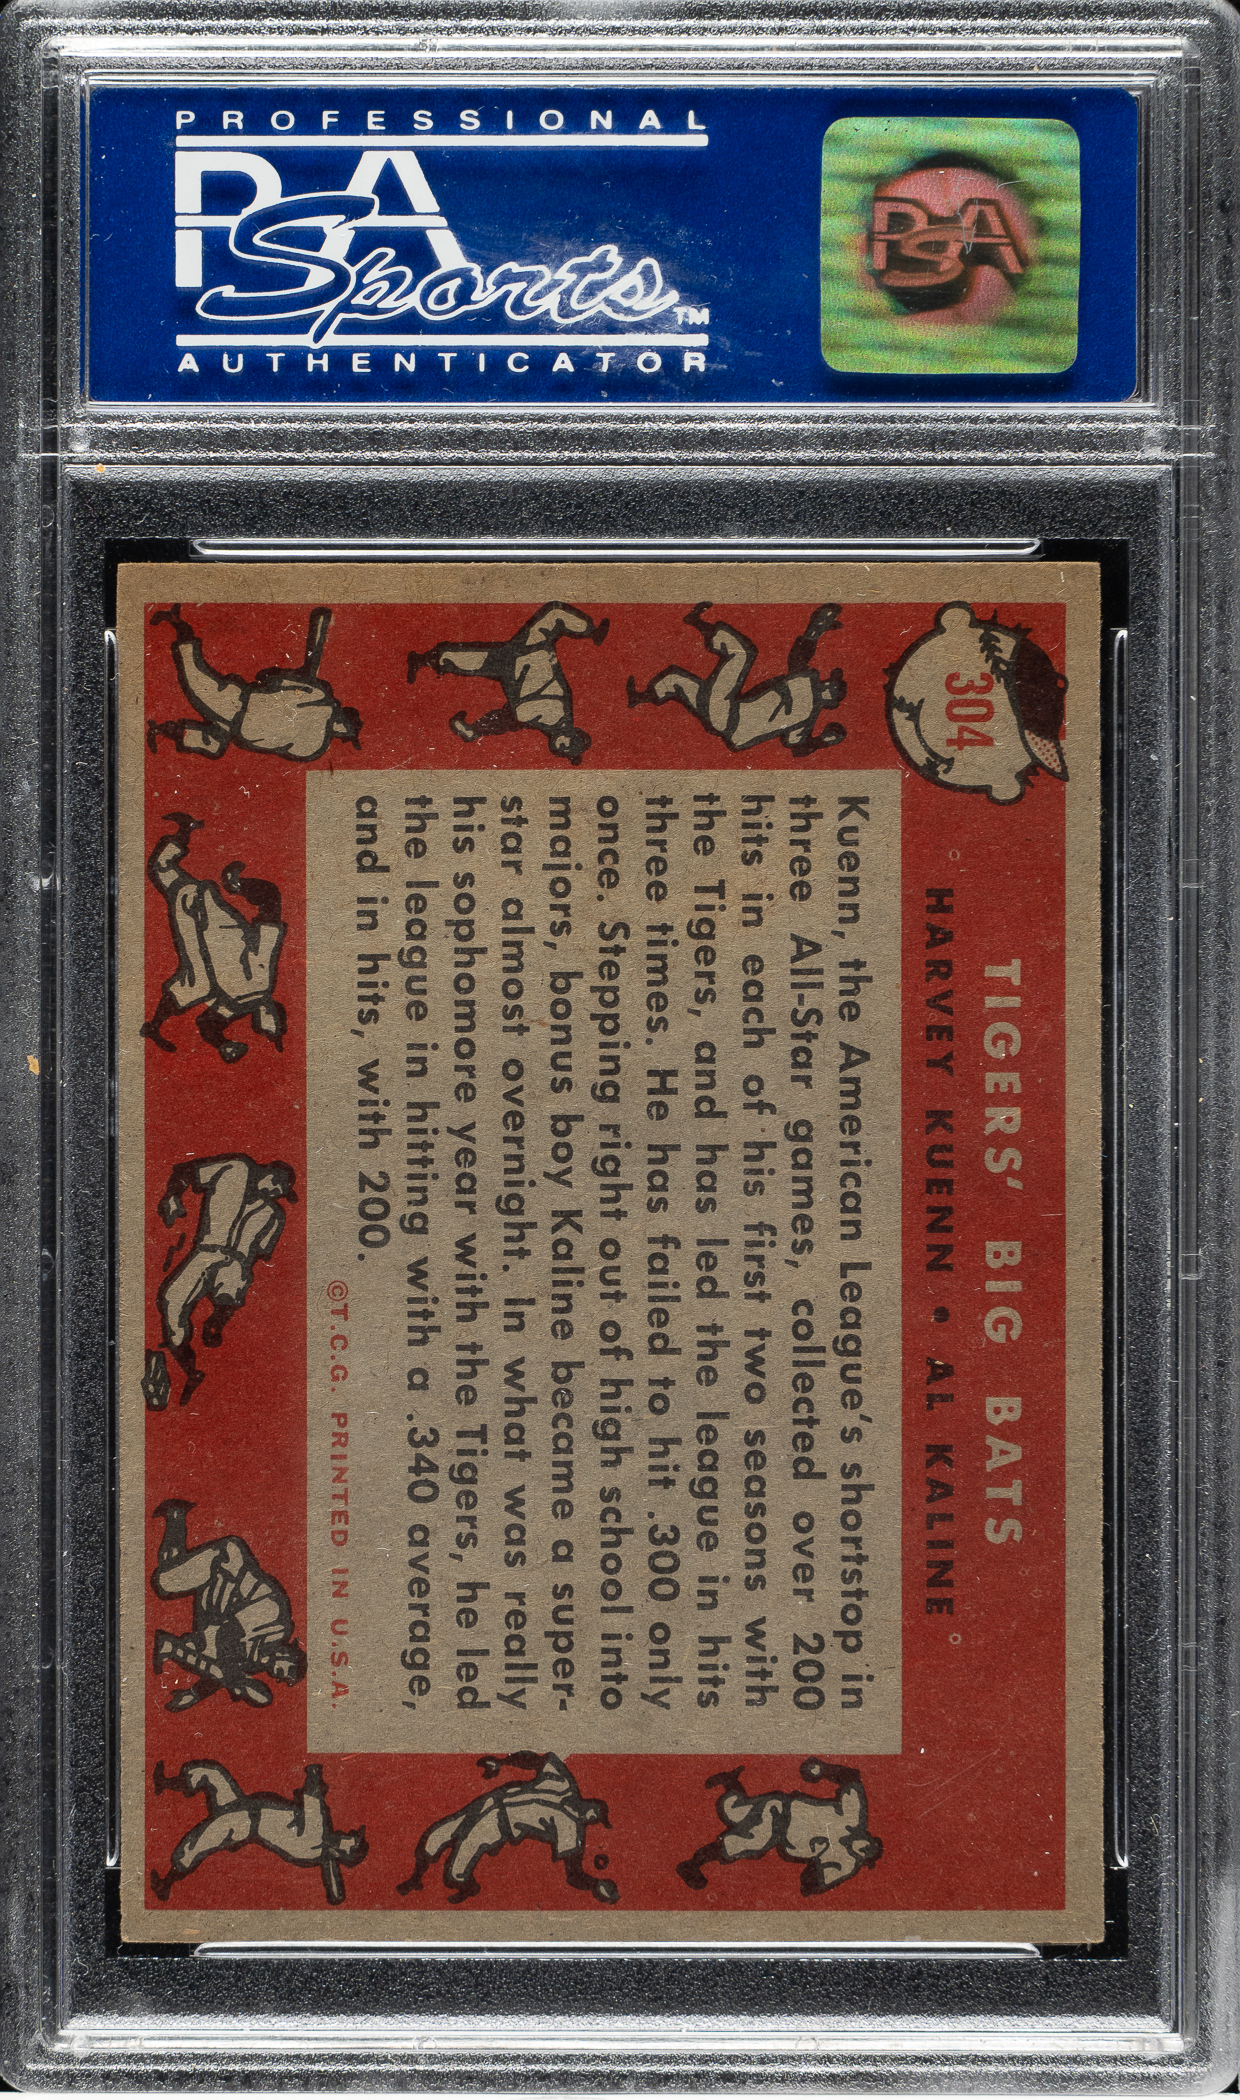 PROFESSIONAL
PSA
Sports™
AUTHENTICATOR
PSA
304
TIGERS' BIG BATS
HARVEY KUENN • AL KALINE
Kuenn, the American League's shortstop in
three All-Star games, collected over 200
hits in each of his first two seasons with
the Tigers, and has led the league in hits
three times. He has failed to hit .300 only
once. Stepping right out of high school into
majors, bonus boy Kaline became a super-
star almost overnight. In what was really
his sophomore year with the Tigers, he led
the league in hitting with a .340 average,
and in hits, with 200.
©T.C.G. PRINTED IN U.S.A.